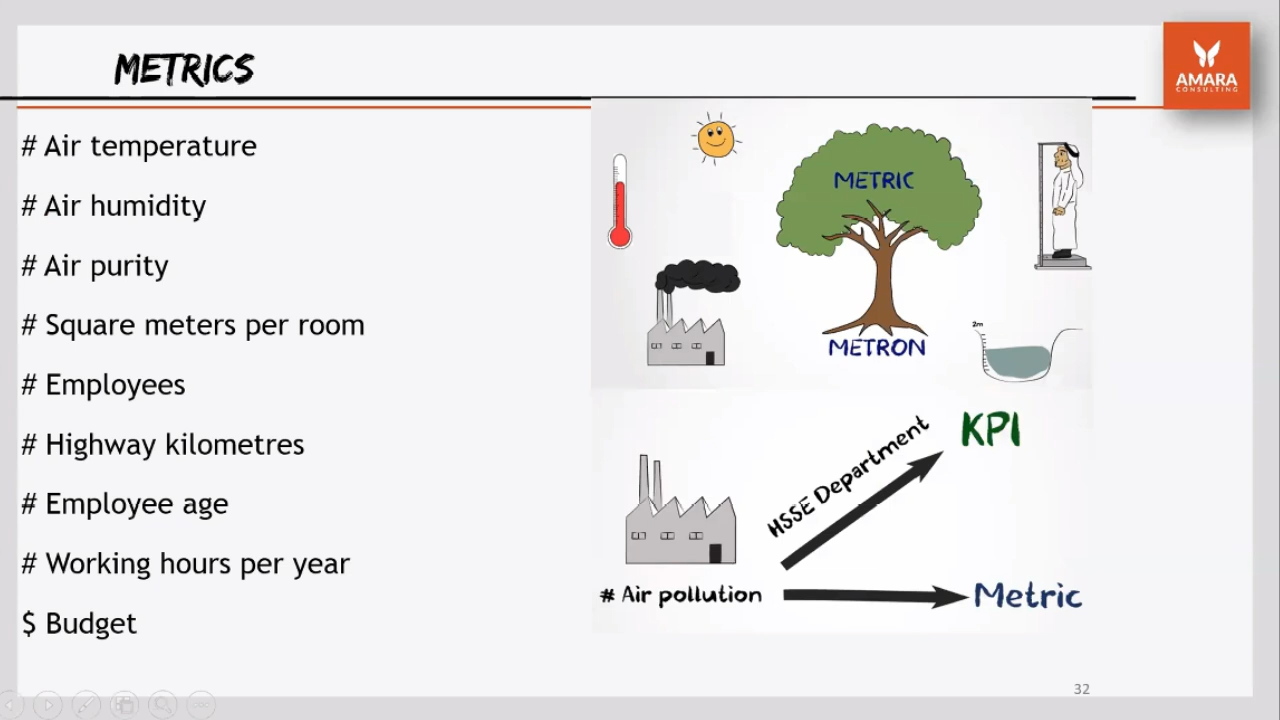 METRICS
AMARA
CONSULTING
# Air temperature
# Air humidity
# Air purity
# Square meters per room
# Employees
# Highway kilometres
# Employee age
# Working hours per year
$ Budget
METRIC
METRON
2m
KPI
HSSE Department
# Air pollution
Metric
32